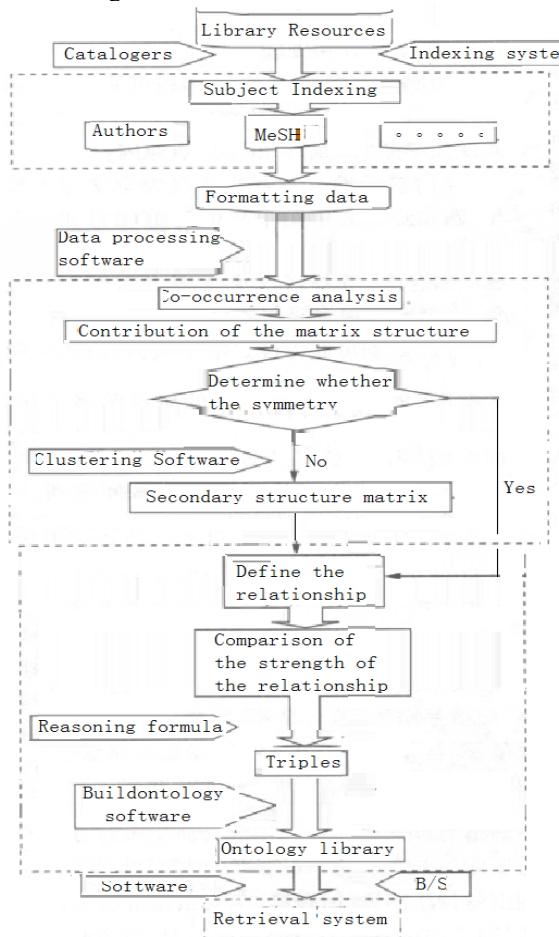 Library Resources
Catalogers
Indexing syste
Subject Indexing
Authors
MeSH
Formatting data
Data processing
software
Co-occurrence analysis
Contribution of the matrix structure
Determine whether
the symmetry
Clustering Software
No
Yes
Secondary structure matrix
Define the
relationship
Comparison of
the strength of
the relationship
Reasoning formula
Triples
Buildontology
software
Ontology library
Software
B/S
Retrieval system